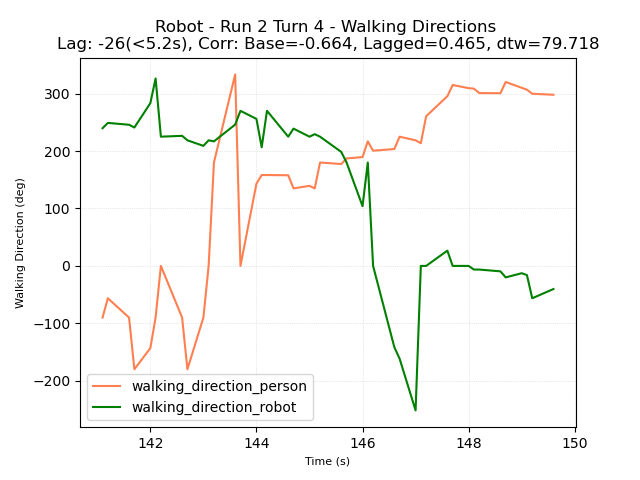 Robot - Run 2 Turn 4 - Walking Directions
Lag: -26(<5.2s), Corr: Base=-0.664, Lagged=0.465, dtw=79.718
Walking Direction (deg)
300
200
100
0
−100
−200
walking_direction_person
walking_direction_robot
142
144
146
148
150
Time (s)